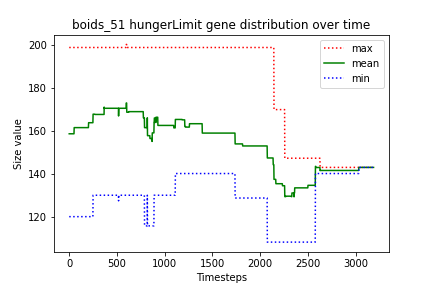 boids_51 hungerLimit gene distribution over time
max
mean
min
Size value
200
180
160
140
120
0
500
1000
1500
2000
2500
3000
Timesteps